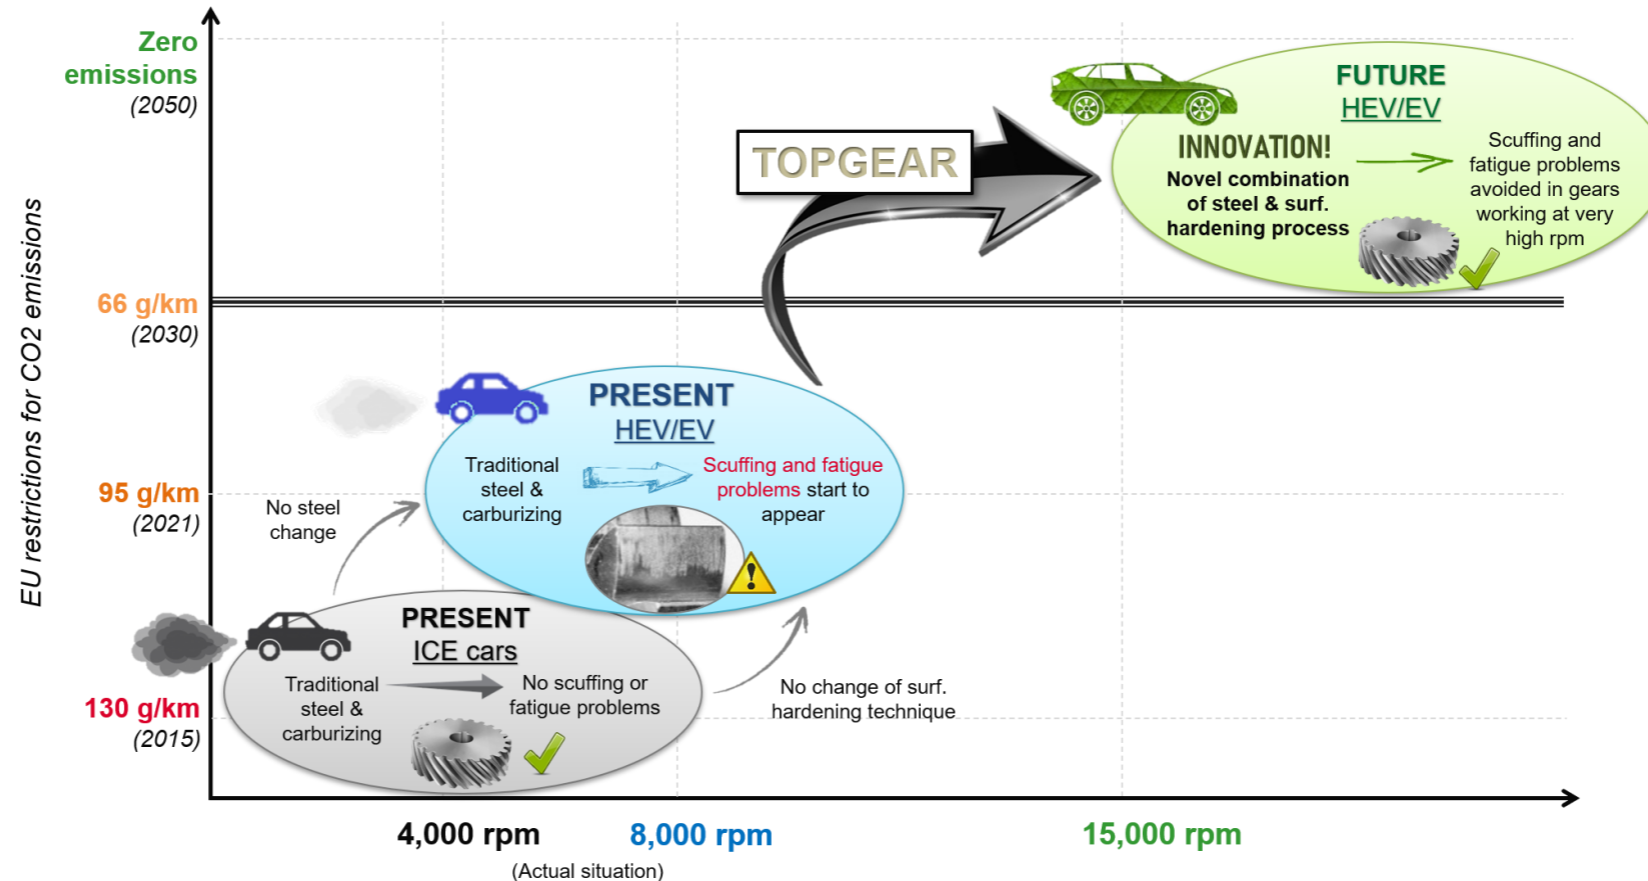 Zero
emissions
(2050)
EU restrictions for CO2 emissions
66 g/km
(2030)
95 g/km
(2021)
130 g/km
(2015)
TOPGEAR
FUTURE
HEV/EV
INNOVATION!
Novel combination
of steel & surf.
hardening process
Scuffing and
fatigue problems
avoided in gears
working at very
high rpm
PRESENT
HEV/EV
Traditional
steel &
carburizing
Scuffing and fatigue
problems start to
appear
No steel
change
PRESENT
ICE cars
Traditional
steel &
carburizing
No scuffing or
fatigue problems
No change of surf.
hardening technique
4,000 rpm
8,000 rpm
15,000 rpm
(Actual situation)